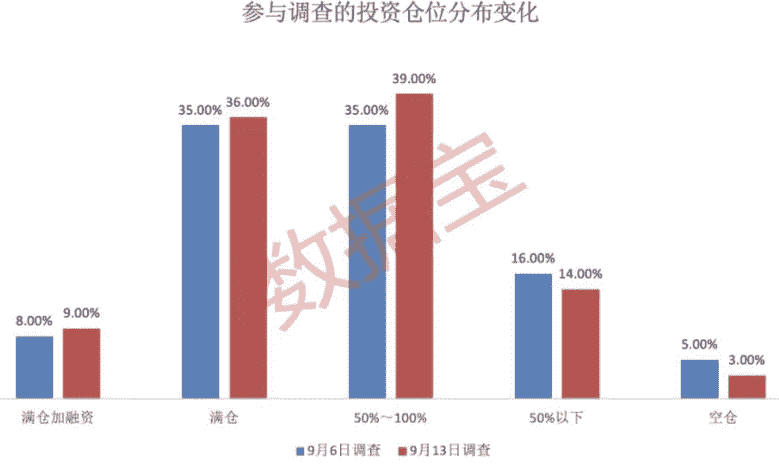 参与调查的投资仓位分布变化
35.00% 36.00% 35.00% 39.00%
8.00% 9.00% 16.00% 14.00% 5.00% 3.00%
数据宝
满仓加融资 满仓 50%～100% 50%以下 空仓
9月6日调查 9月13日调查